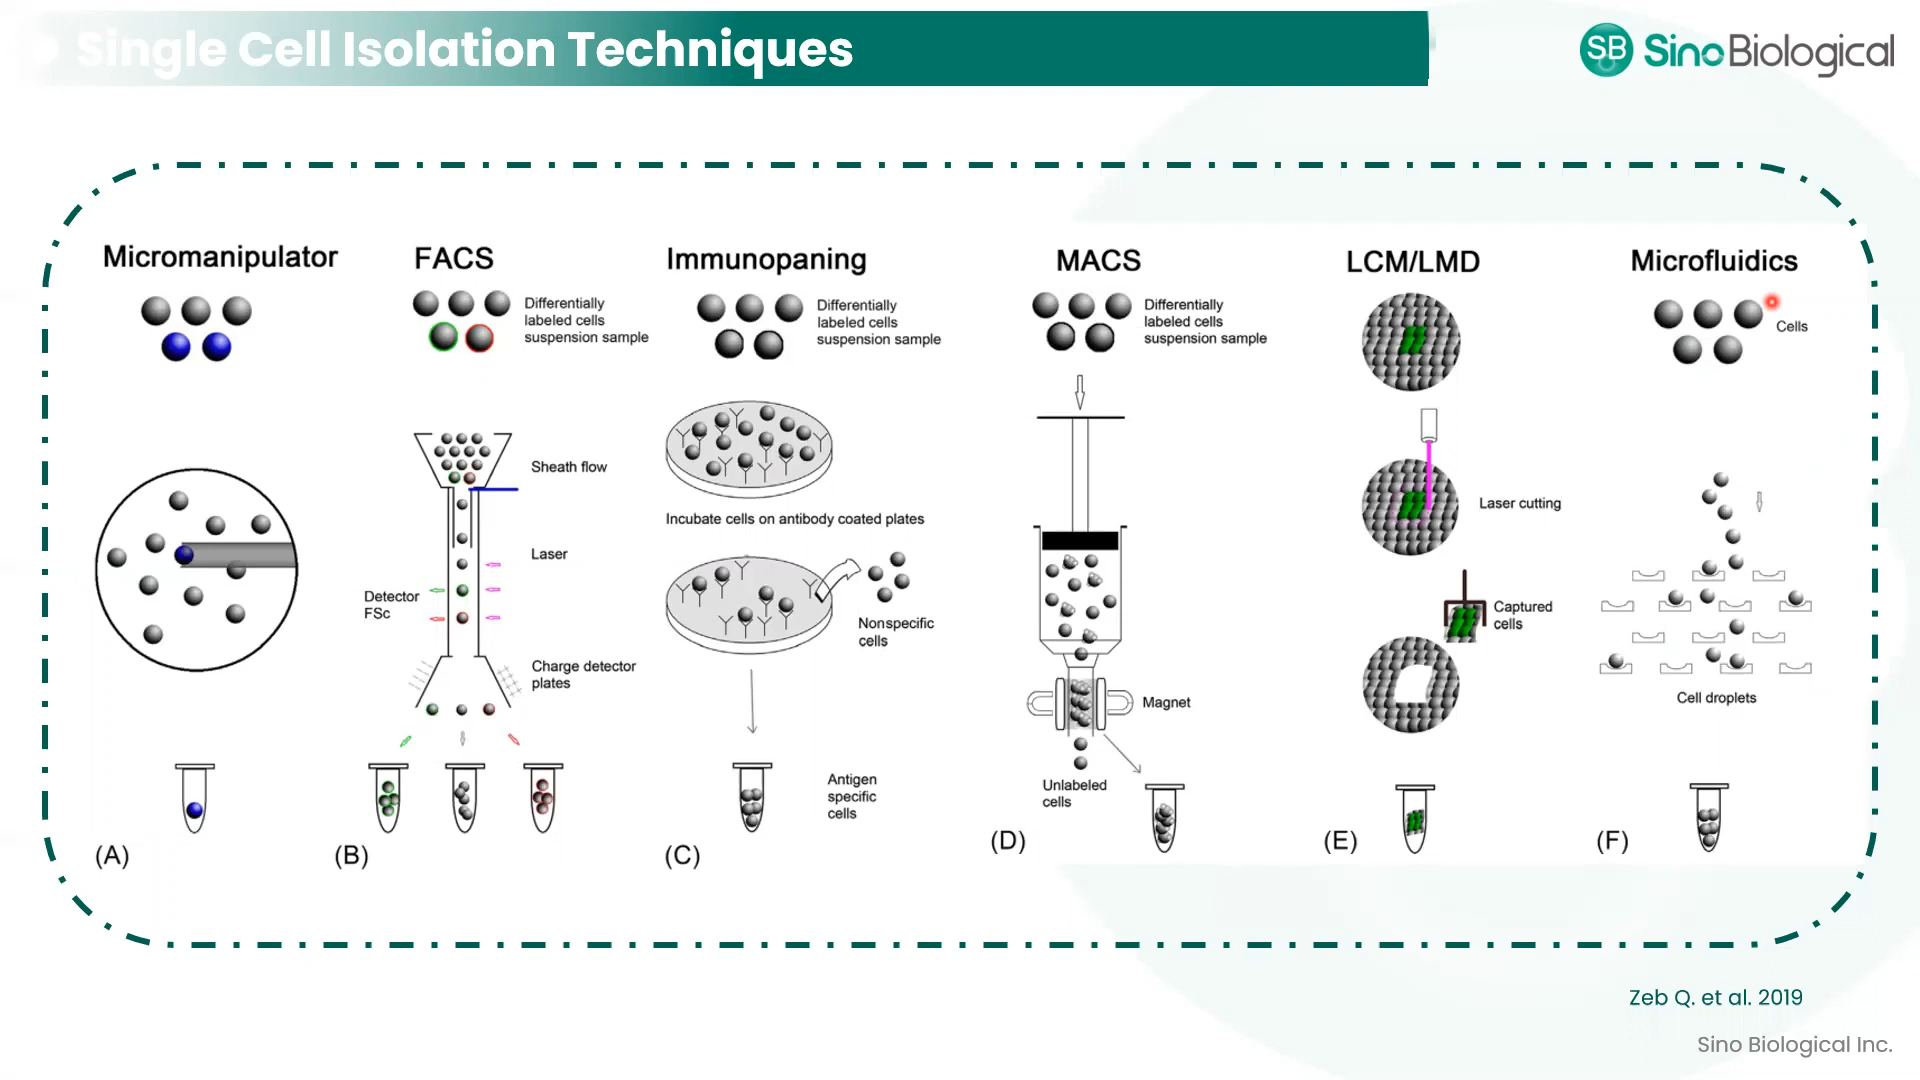 Single Cell Isolation Techniques
SB SinoBiological
Micromanipulator
(A)
FACS
Differentially
labeled cells
suspension sample
Sheath flow
Laser
Detector
FSc
Charge detector
plates
(B)
Immunopaning
Differentially
labeled cells
suspension sample
Incubate cells on antibody coated plates
Nonspecific
cells
Antigen
specific
cells
(C)
MACS
Differentially
labeled cells
suspension sample
Magnet
Unlabeled
cells
(D)
LCM/LMD
Laser cutting
Captured
cells
(E)
Microfluidics
Cells
Cell droplets
(F)
Zeb Q. et al. 2019
Sino Biological Inc.